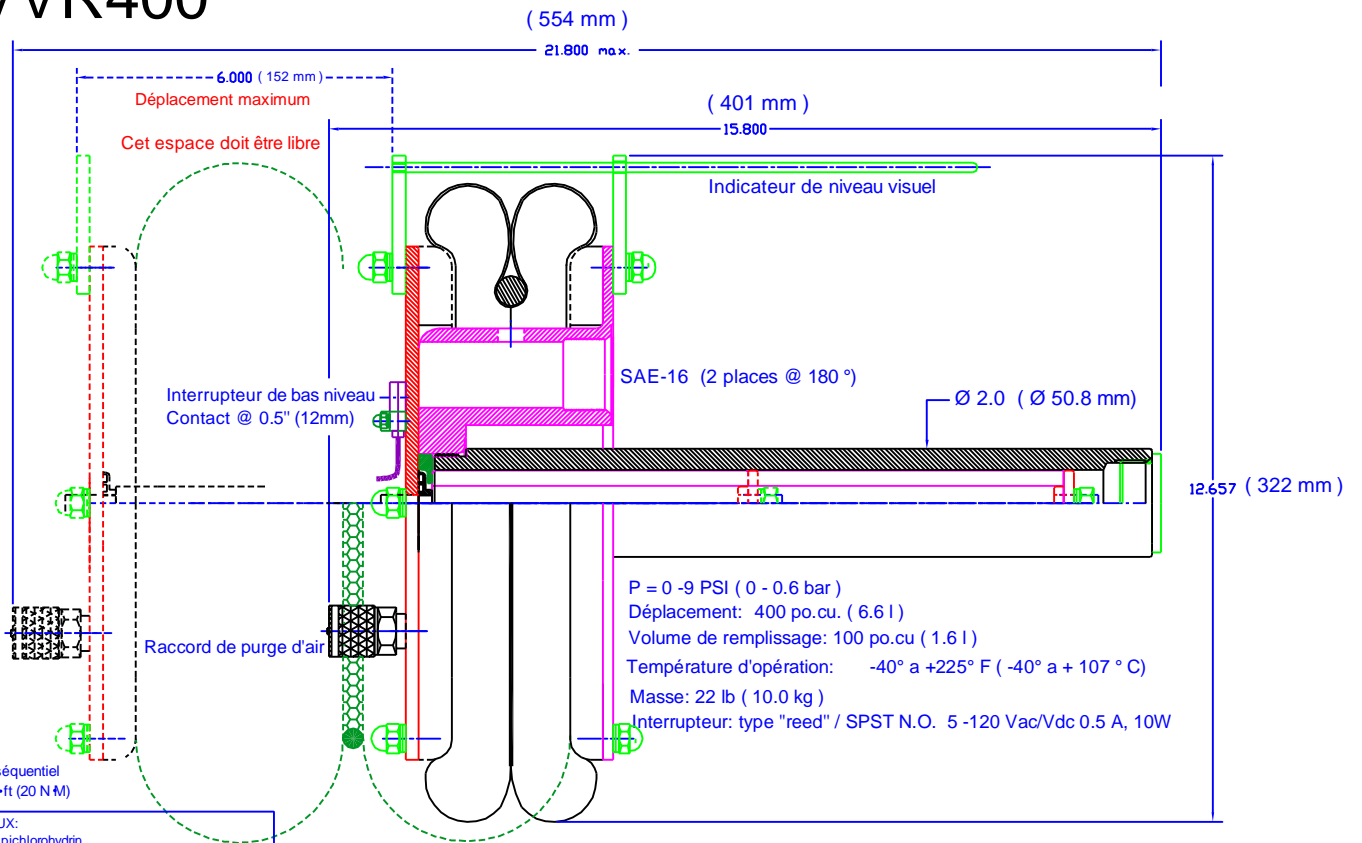 VR400
( 554 mm )
21.800 max.
6.000 ( 152 mm )
Déplacement maximum
( 401 mm )
15.800
Cet espace doit être libre
Indicateur de niveau visuel
SAE-16 (2 places @ 180 °)
Interrupteur de bas niveau
Contact @ 0.5" (12mm)
Ø 2.0 ( Ø 50.8 mm)
12.657 ( 322 mm )
P = 0 -9 PSI ( 0 - 0.6 bar )
Déplacement: 400 po.cu. ( 6.6 l )
Volume de remplissage: 100 po.cu ( 1.6 l )
Raccord de purge d'air
Température d'opération: -40° a +225° F ( -40° a + 107 ° C)
Masse: 22 lb ( 10.0 kg )
Interrupteur: type "reed" / SPST N.O. 5 -120 Vac/Vdc 0.5 A, 10W
séquentiel
•ft (20 N•M)
UX:
pichlorohydrin